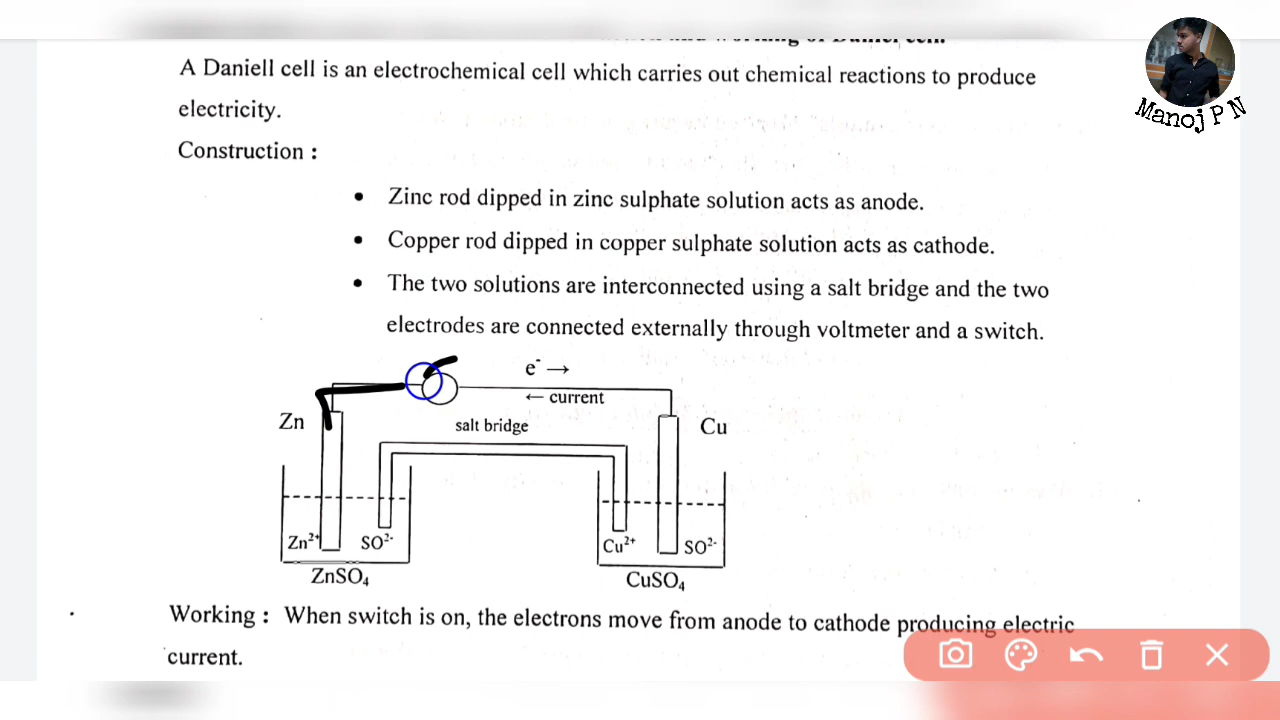 A Daniell cell is an electrochemical cell which carries out chemical reactions to produce
electricity.
Manoj P N
Construction :
• Zinc rod dipped in zinc sulphate solution acts as anode.
• Copper rod dipped in copper sulphate solution acts as cathode.
• The two solutions are interconnected using a salt bridge and the two
electrodes are connected externally through voltmeter and a switch.
e⁻ →
← current
Zn
salt bridge
Cu
Zn²⁺
SO²⁻
Cu²⁺
SO²⁻
ZnSO₄
CuSO₄
Working : When switch is on, the electrons move from anode to cathode producing electric
current.